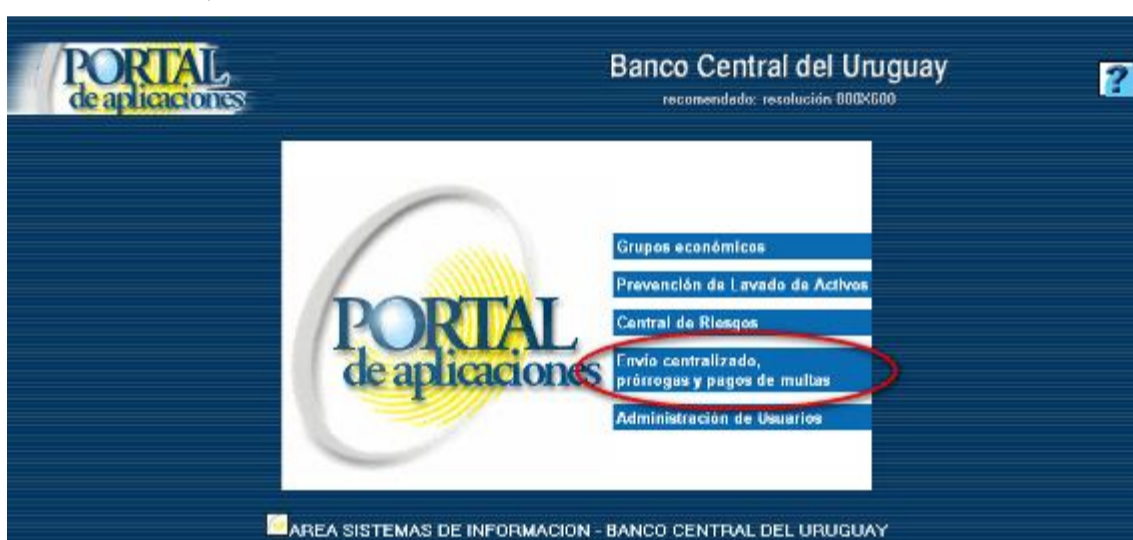 PORTAL
de aplicaciones
Banco Central del Uruguay
recomendado: resolución 800X600
?
Grupos económicos
Prevención de Lavado de Activos
Central de Riesgos
PORTAL
de aplicaciones
Envío centralizado,
prórrogas y pagos de multas
Administración de Usuarios
AREA SISTEMAS DE INFORMACION - BANCO CENTRAL DEL URUGUAY